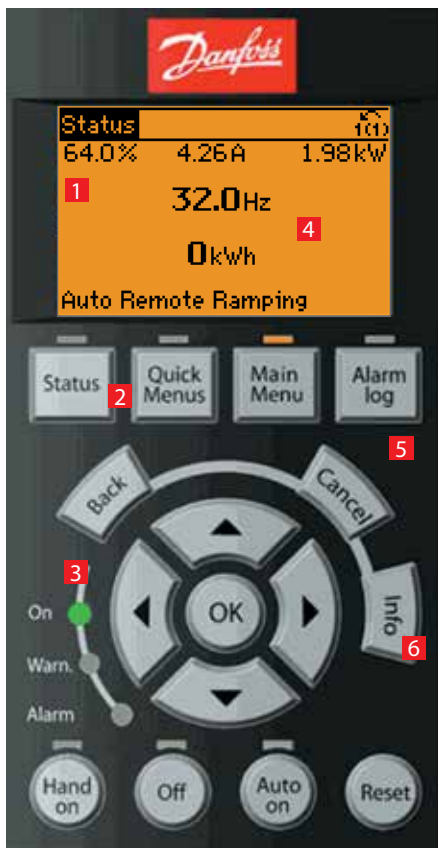 Danfoss
Status 1(1)
64.0% 4.26A 1.98kW
1
32.0Hz
4
0kWh
Auto Remote Ramping
Status
2
Quick
Menus
Main
Menu
Alarm
log
5
Back
Cancel
3
On
OK
Info
6
Warn.
Alarm
Hand
on
Off
Auto
on
Reset